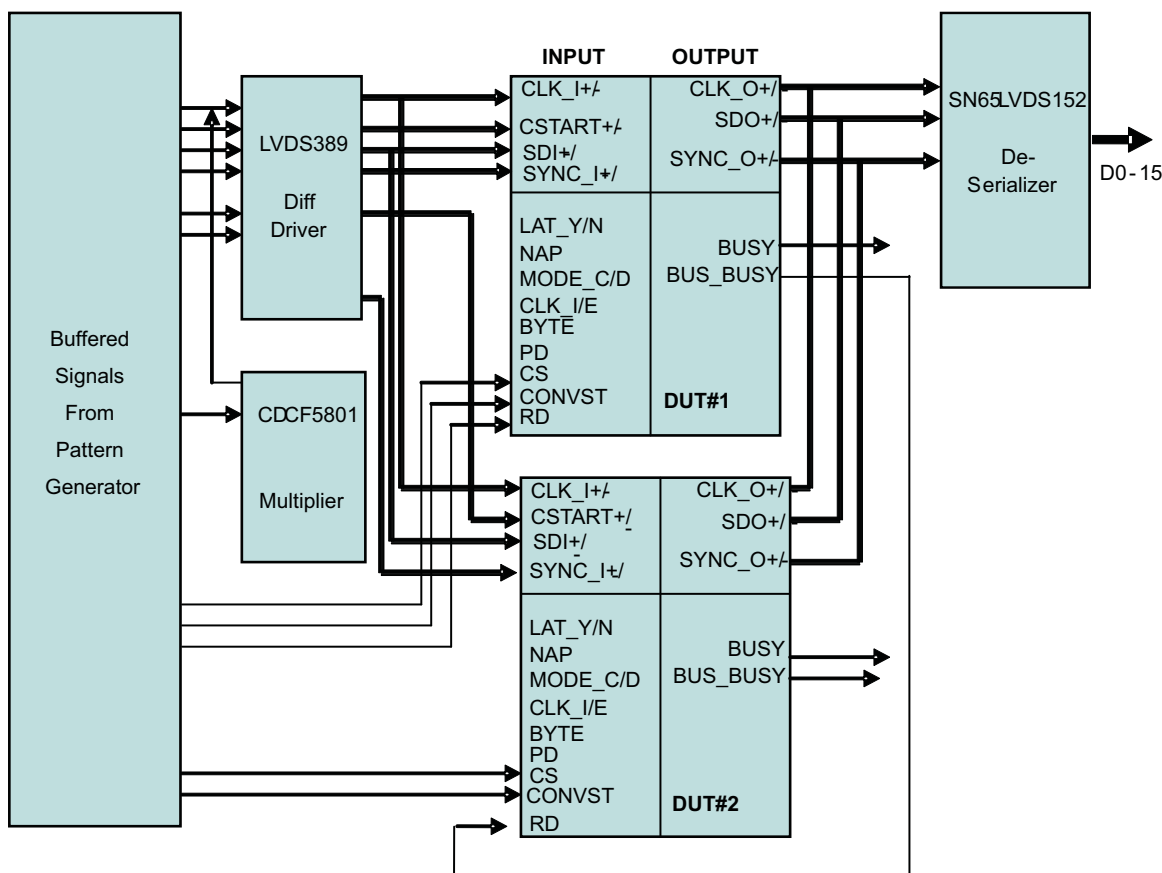 INPUT
OUTPUT
Buffered
Signals
From
Pattern
Generator
LVDS389
Diff
Driver
CDCF5801
Multiplier
CLK_I+/-
CSTART+/-
SDI+/
SYNC_I+/
LAT_Y/N
NAP
MODE_C/D
CLK_I/E
BYTE
PD
CS
CONVST
RD
CLK_O+/
SDO+/
SYNC_O+/-
BUSY
BUS_BUSY
DUT#1
CLK_I+/-
CSTART+/-
SDI+/-
SYNC_I+/
LAT_Y/N
NAP
MODE_C/D
CLK_I/E
BYTE
PD
CS
CONVST
RD
CLK_O+/
SDO+/
SYNC_O+/-
BUSY
BUS_BUSY
DUT#2
SN65LVDS152
De-
Serializer
D0-15